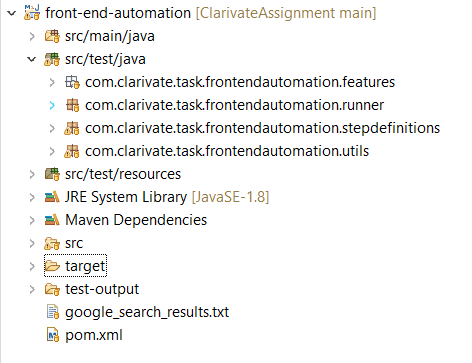 front-end-automation [ClarivateAssignment main]
src/main/java
src/test/java
com.clarivate.task.frontendautomation.features
com.clarivate.task.frontendautomation.runner
com.clarivate.task.frontendautomation.stepdefinitions
com.clarivate.task.frontendautomation.utils
src/test/resources
JRE System Library [JavaSE-1.8]
Maven Dependencies
src
target
test-output
google_search_results.txt
pom.xml